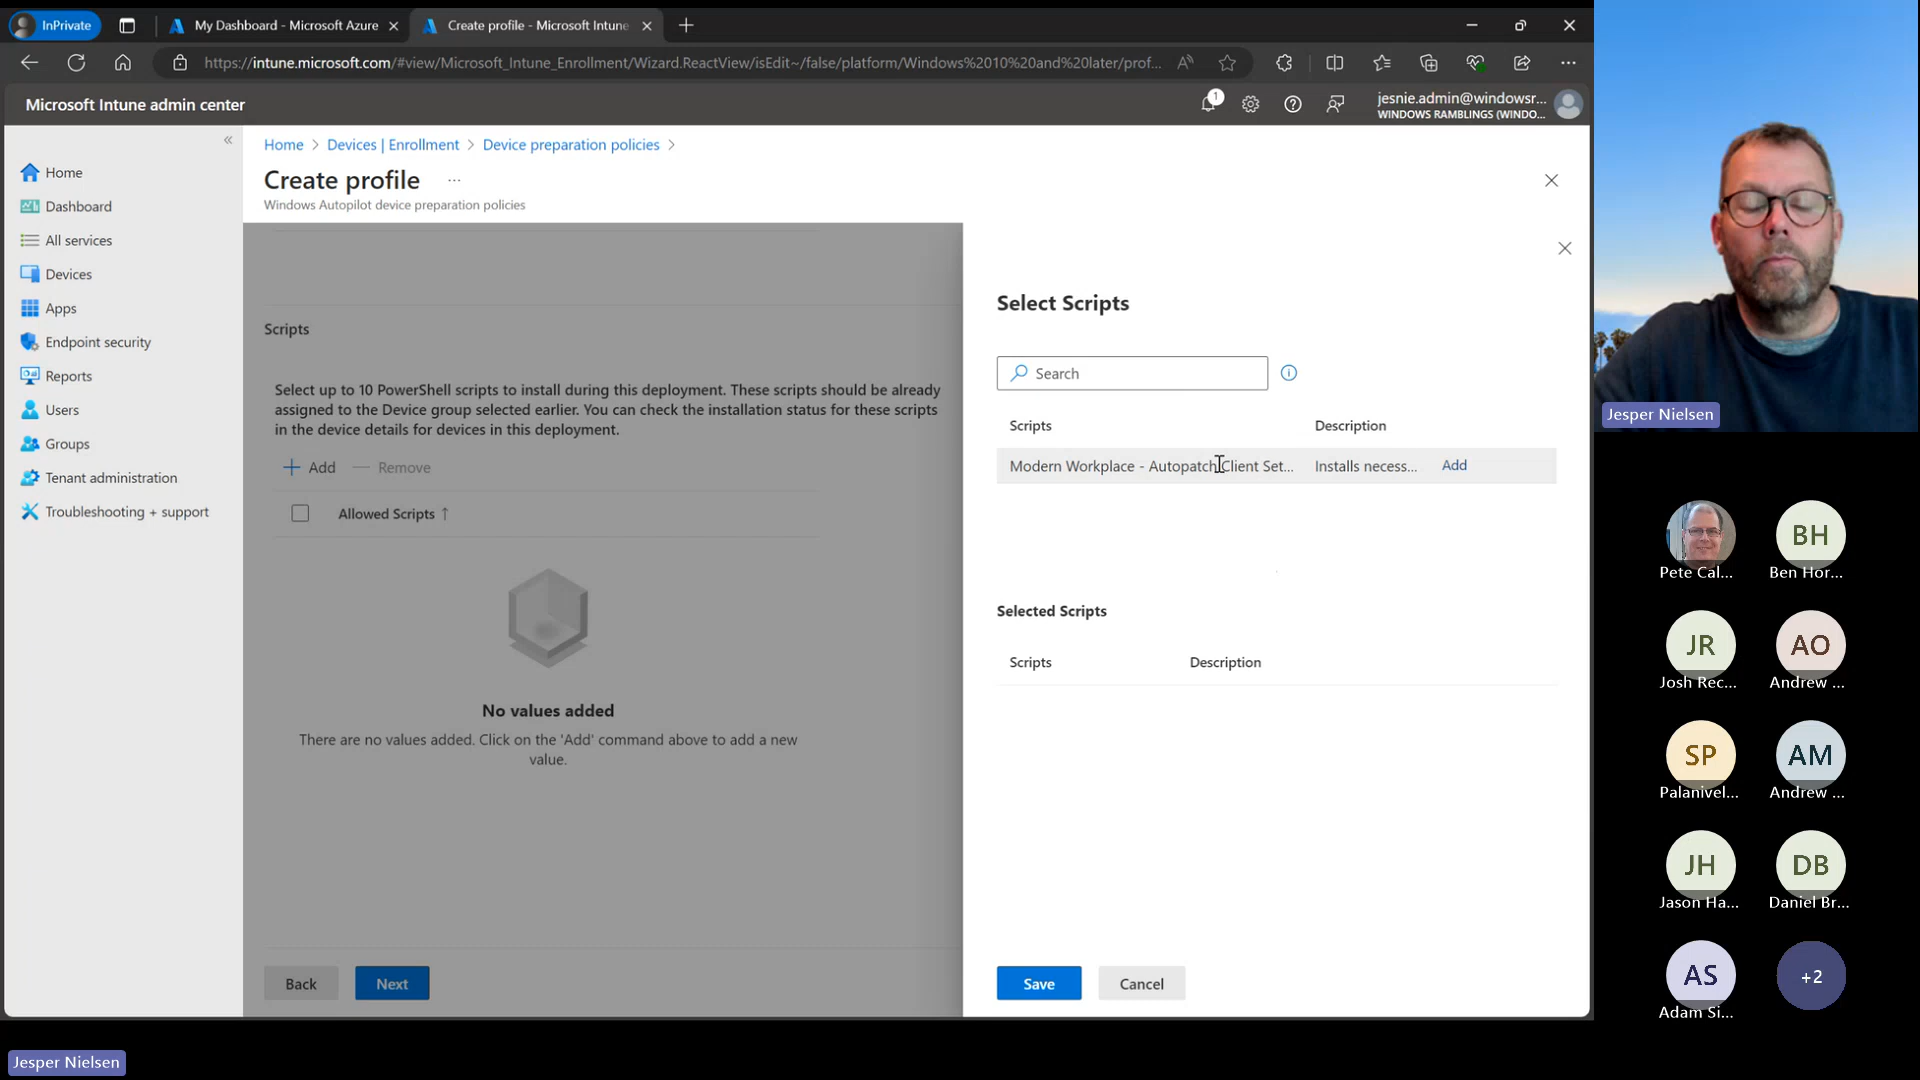 InPrivate
My Dashboard - Microsoft Azure
Create profile - Microsoft Intune
https://intune.microsoft.com/#view/Microsoft_Intune_Enrollment/Wizard.ReactView/isEdit~/false/platform/Windows%2010%20and%20later/prof...
Microsoft Intune admin center
1
jesnie.admin@windowsr...
WINDOWS RAMBLINGS (WINDO...
Home
Dashboard
All services
Devices
Apps
Endpoint security
Reports
Users
Groups
Tenant administration
Troubleshooting + support
Home > Devices | Enrollment > Device preparation policies >
Create profile ...
Windows Autopilot device preparation policies
Scripts
Select up to 10 PowerShell scripts to install during this deployment. These scripts should be already
assigned to the Device group selected earlier. You can check the installation status for these scripts
in the device details for devices in this deployment.
+ Add — Remove
Allowed Scripts ↑
No values added
There are no values added. Click on the 'Add' command above to add a new
value.
Back
Next
Select Scripts
Search
Scripts Description
Modern Workplace - Autopatch Client Set... Installs necess... Add
Selected Scripts
Scripts Description
Save
Cancel
Jesper Nielsen
Pete Cal...
BH
Ben Hor...
JR
Josh Rec...
AO
Andrew ...
SP
Palanivel...
AM
Andrew ...
JH
Jason Ha...
DB
Daniel Br...
AS
Adam Si...
+2
Jesper Nielsen